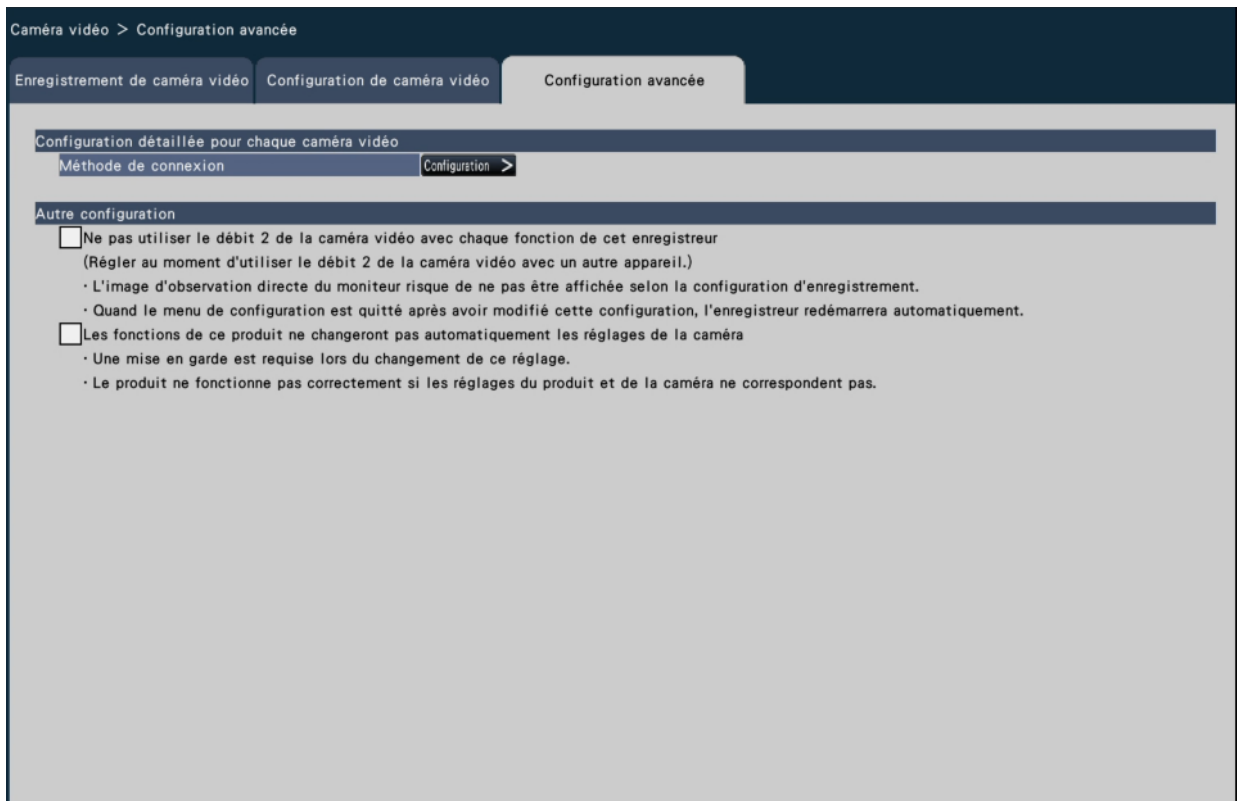 Caméra vidéo > Configuration avancée
Enregistrement de caméra vidéo Configuration de caméra vidéo Configuration avancée
Configuration détaillée pour chaque caméra vidéo
Méthode de connexion Configuration >
Autre configuration
Ne pas utiliser le débit 2 de la caméra vidéo avec chaque fonction de cet enregistreur
(Régler au moment d'utiliser le débit 2 de la caméra vidéo avec un autre appareil.)
· L'image d'observation directe du moniteur risque de ne pas être affichée selon la configuration d'enregistrement.
· Quand le menu de configuration est quitté après avoir modifié cette configuration, l'enregistreur redémarrera automatiquement.
Les fonctions de ce produit ne changeront pas automatiquement les réglages de la caméra
· Une mise en garde est requise lors du changement de ce réglage.
· Le produit ne fonctionne pas correctement si les réglages du produit et de la caméra ne correspondent pas.